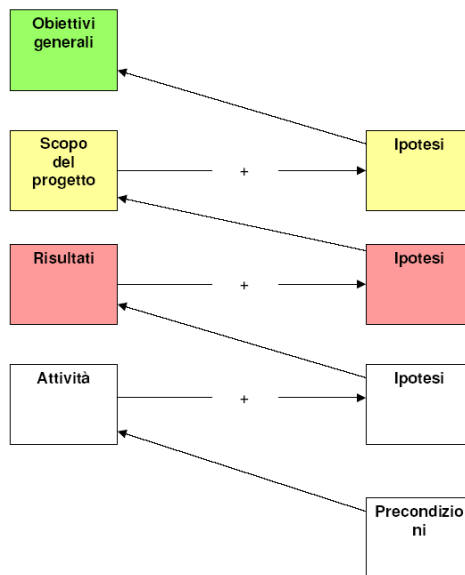 Obiettivi
generali
Scopo
del
progetto
+
Ipotesi
Risultati
+
Ipotesi
Attività
+
Ipotesi
Precondizio
ni